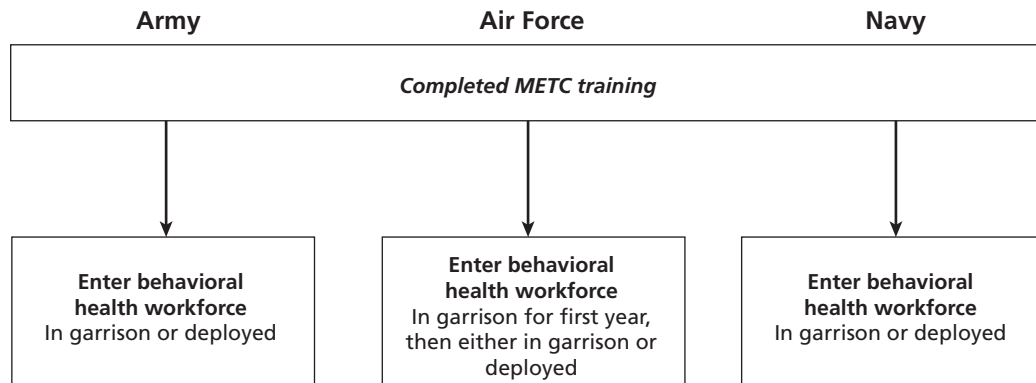 Army
Air Force
Navy
Completed METC training
Enter behavioral
health workforce
In garrison or deployed
Enter behavioral
health workforce
In garrison for first year,
then either in garrison or
deployed
Enter behavioral
health workforce
In garrison or deployed